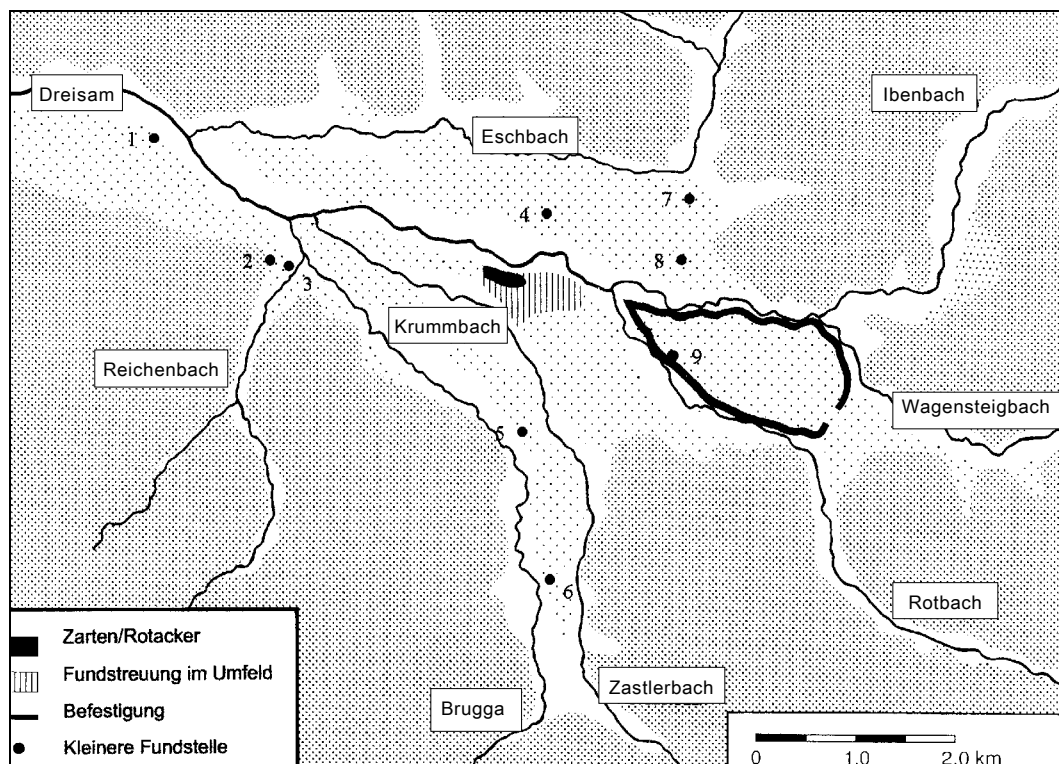 Dreisam
Ibenbach
1
Eschbach
7
4
2
8
3
Krummbach
9
Reichenbach
Wagensteigbach
5
6
Rotbach
Zarten/Rotacker
Fundstreuung im Umfeld
Zastlerbach
Brugga
Befestigung
Kleinere Fundstelle
0 1.0 2.0 km